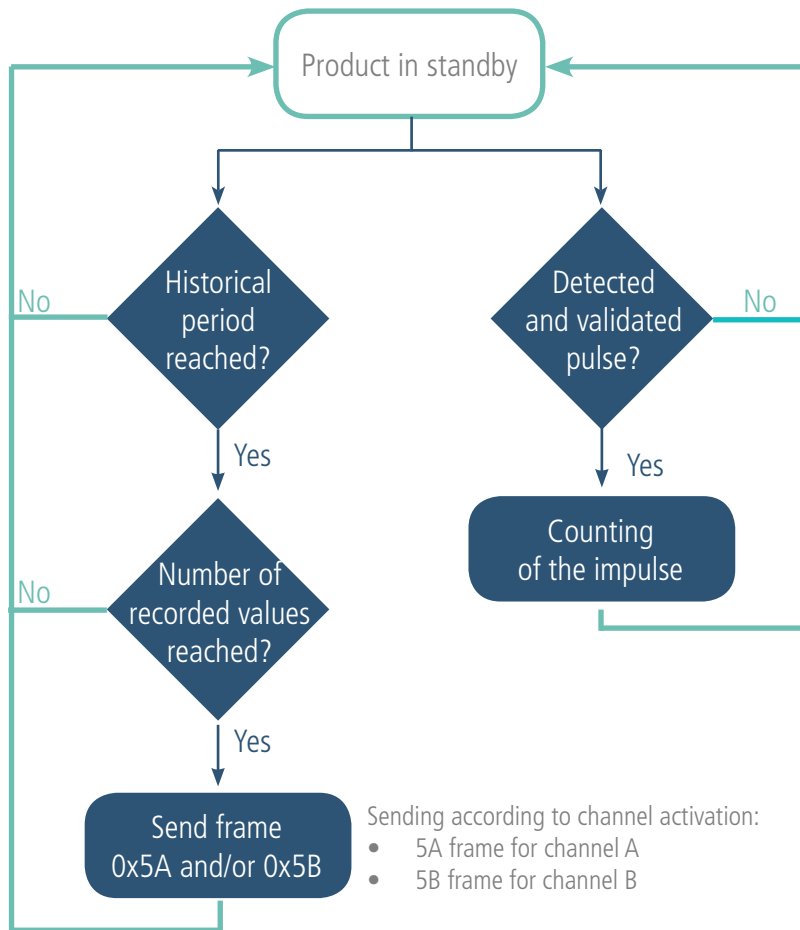 Product in standby
Historical
period
reached?
No
Yes
Number of
recorded values
reached?
No
Yes
Send frame
0x5A and/or 0x5B
Sending according to channel activation:
• 5A frame for channel A
• 5B frame for channel B
Detected
and validated
pulse?
No
Yes
Counting
of the impulse